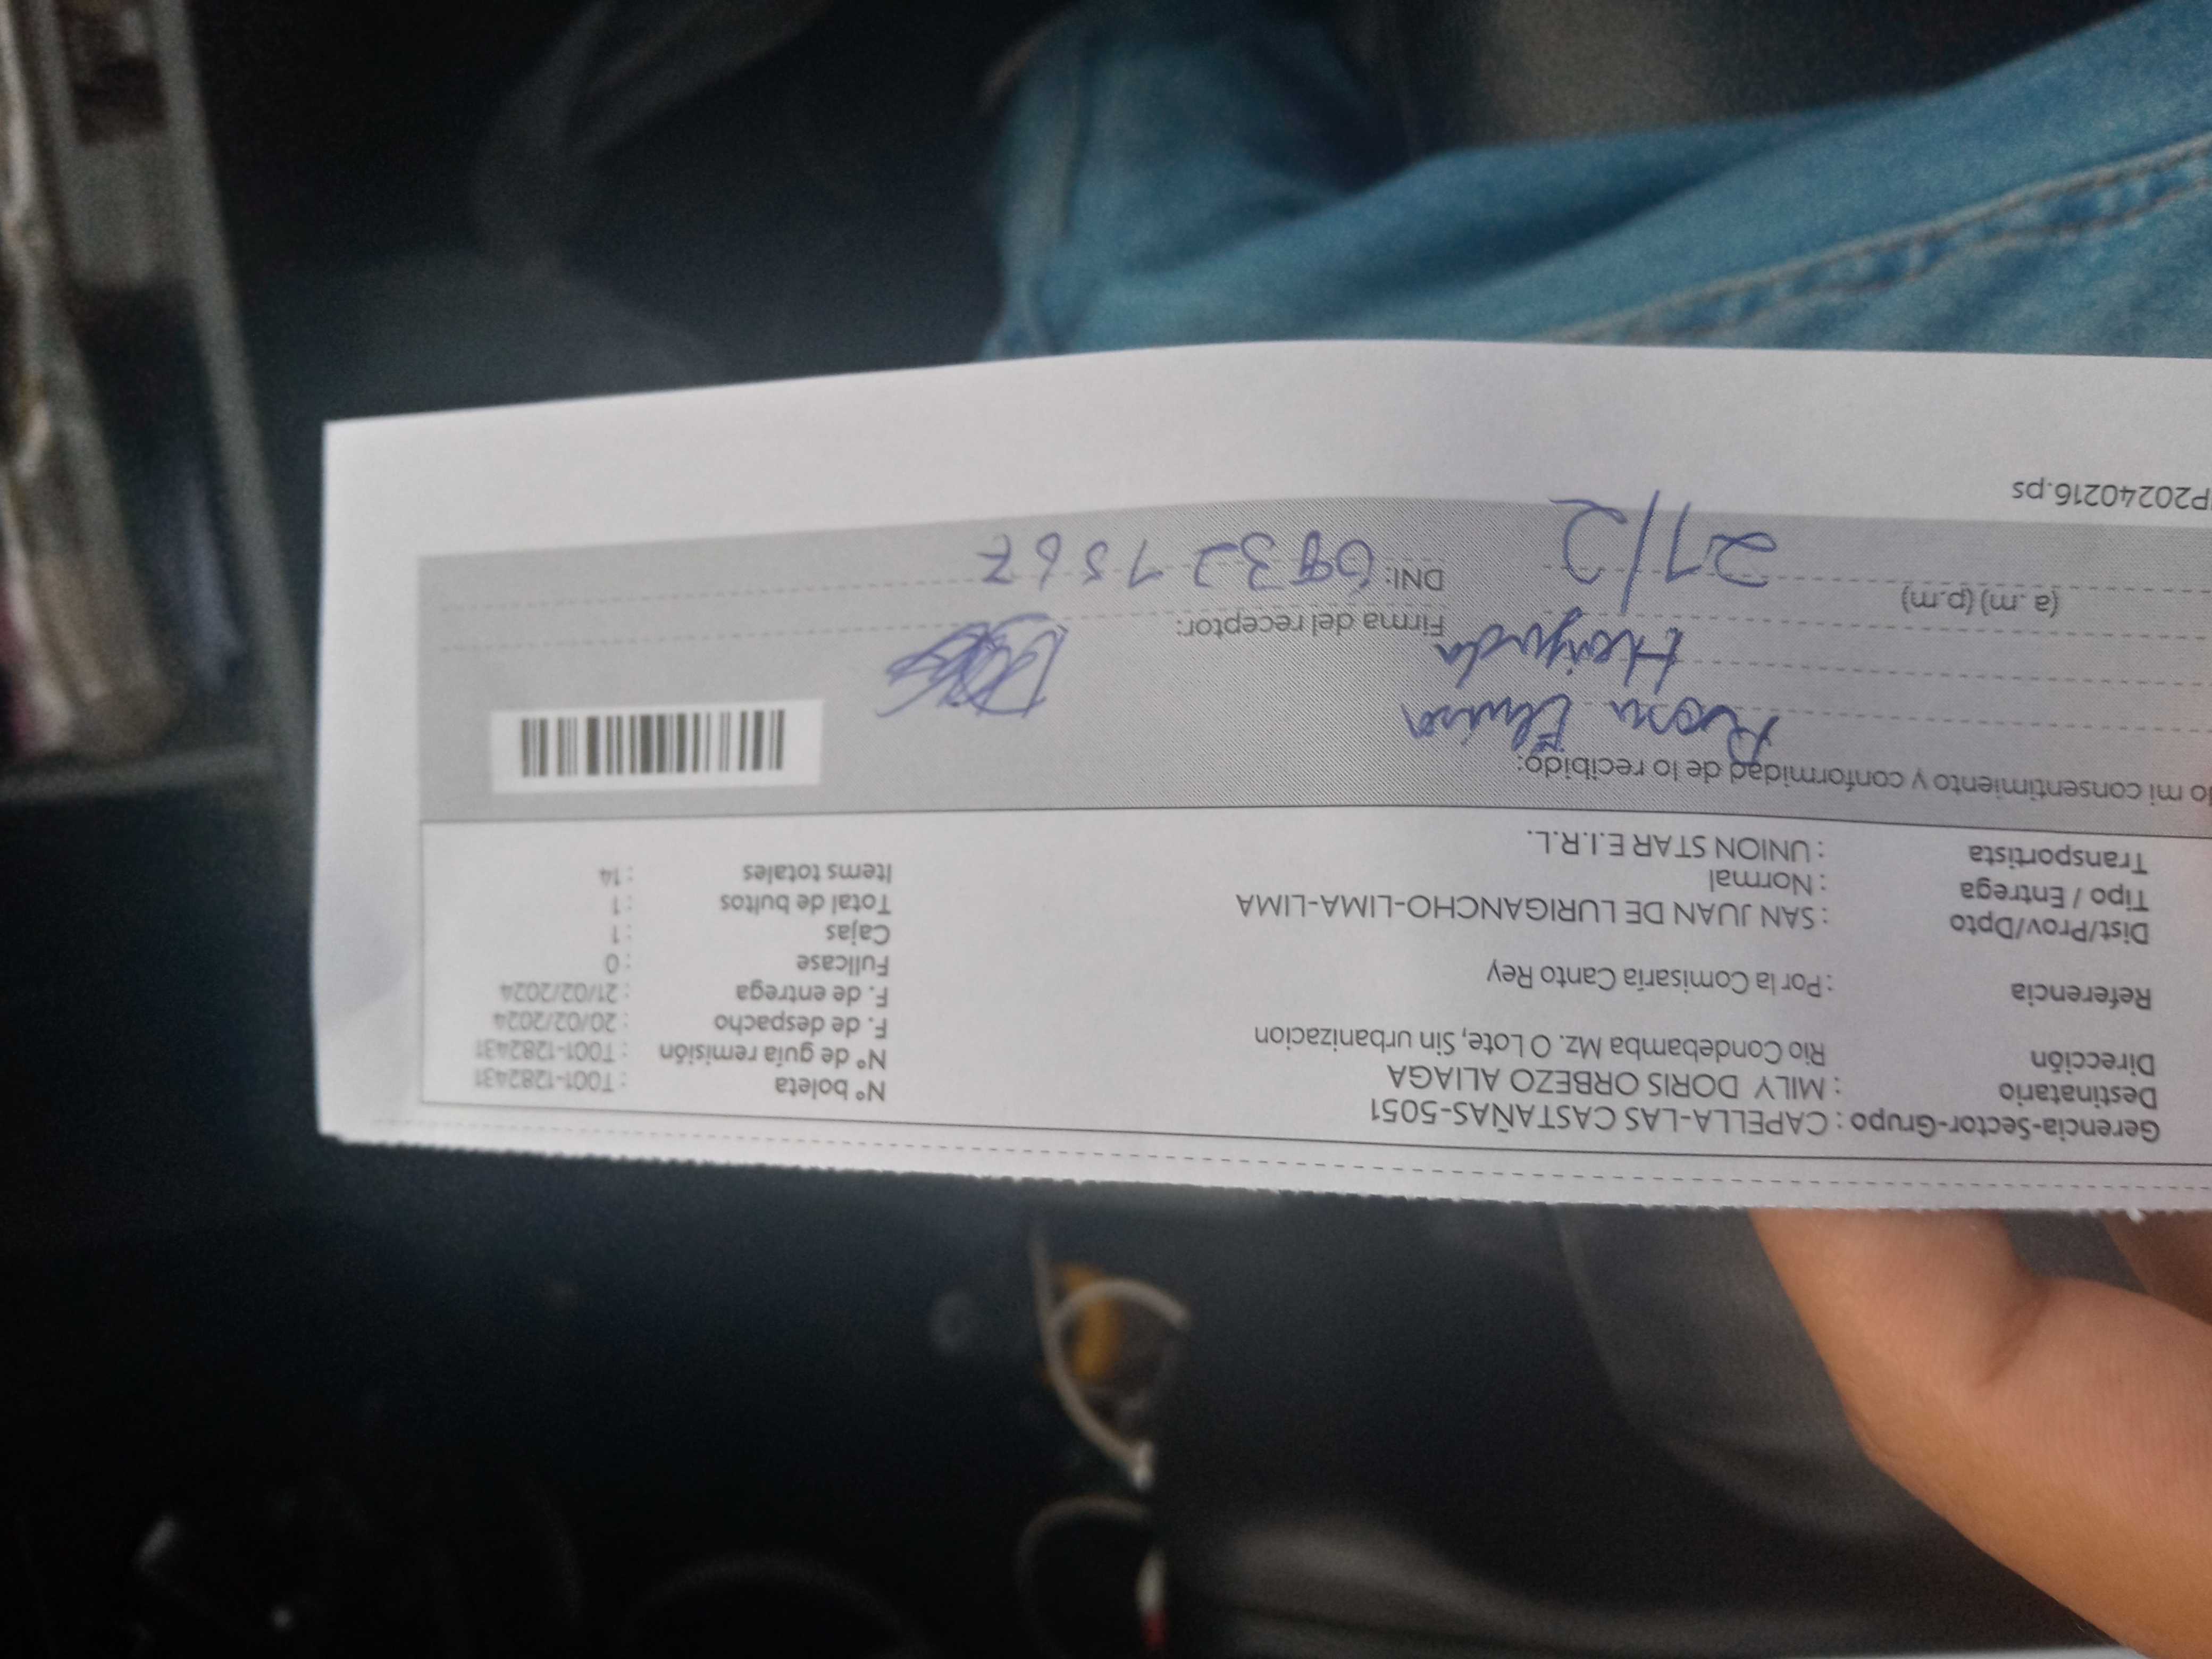 Gerencia-Sector-Grupo : CAPELLA-LAS CASTAÑAS-5051
Destinatario : MILY DORIS ORBEZO ALIAGA
Dirección Rio Condebamba Mz. O Lote, Sin urbanizacion
Referencia : Por la Comisaría Canto Rey
Dist/Prov/Dpto : SAN JUAN DE LURIGANCHO-LIMA-LIMA
Tipo / Entrega : Normal
Transportista : UNION STAR E.I.R.L.
N° boleta : T001-1282431
N° de guía remisión : T001-1282431
F. de despacho : 20/02/2024
F. de entrega : 21/02/2024
Fullcase : 0
Cajas : 1
Total de bultos : 1
Items totales : 14
mi consentimiento y conformidad de lo recibido:
Rosa
Firma del receptor:
(a .m) (p.m) 21/2
DNI:
P20240216.ps